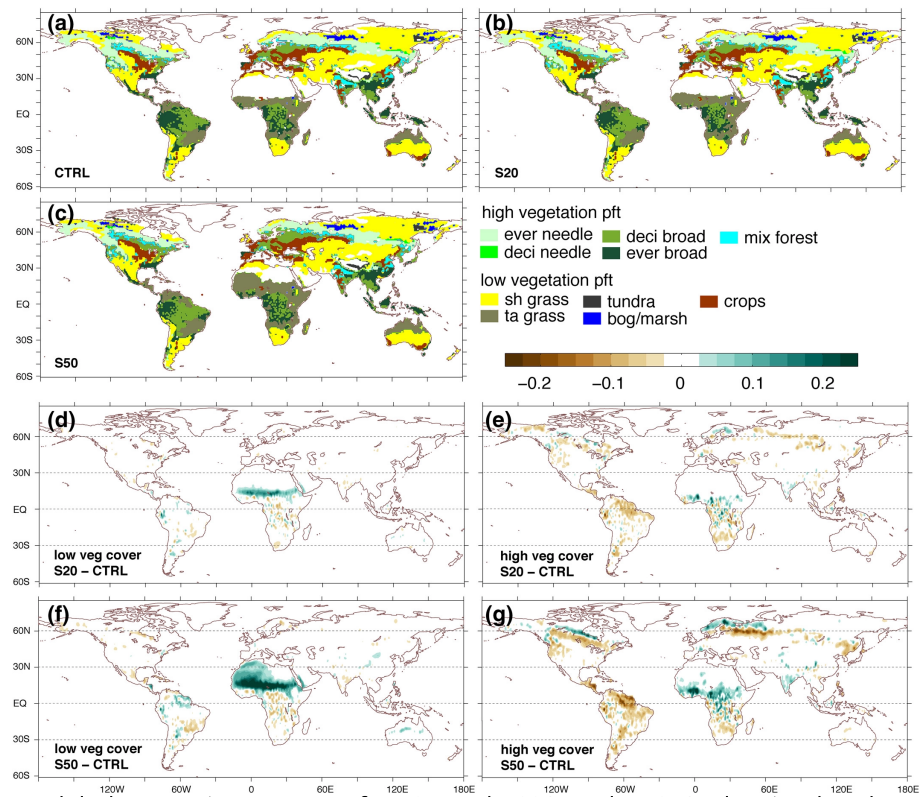 (a)
(b)
60N
30N
EQ
30S
60S
CTRL
S20
(c)
60N
30N
EQ
30S
60S
S50
high vegetation pft
ever needle
deci broad
mix forest
deci needle
ever broad
low vegetation pft
sh grass
tundra
crops
ta grass
bog/marsh
−0.2
−0.1
0
0.1
0.2
(d)
(e)
60N
30N
EQ
30S
60S
low veg cover
S20 − CTRL
high veg cover
S20 − CTRL
(f)
(g)
60N
30N
EQ
30S
60S
low veg cover
S50 − CTRL
high veg cover
S50 − CTRL
120W
60W
0
60E
120E
180E
120W
60W
0
60E
120E
180E